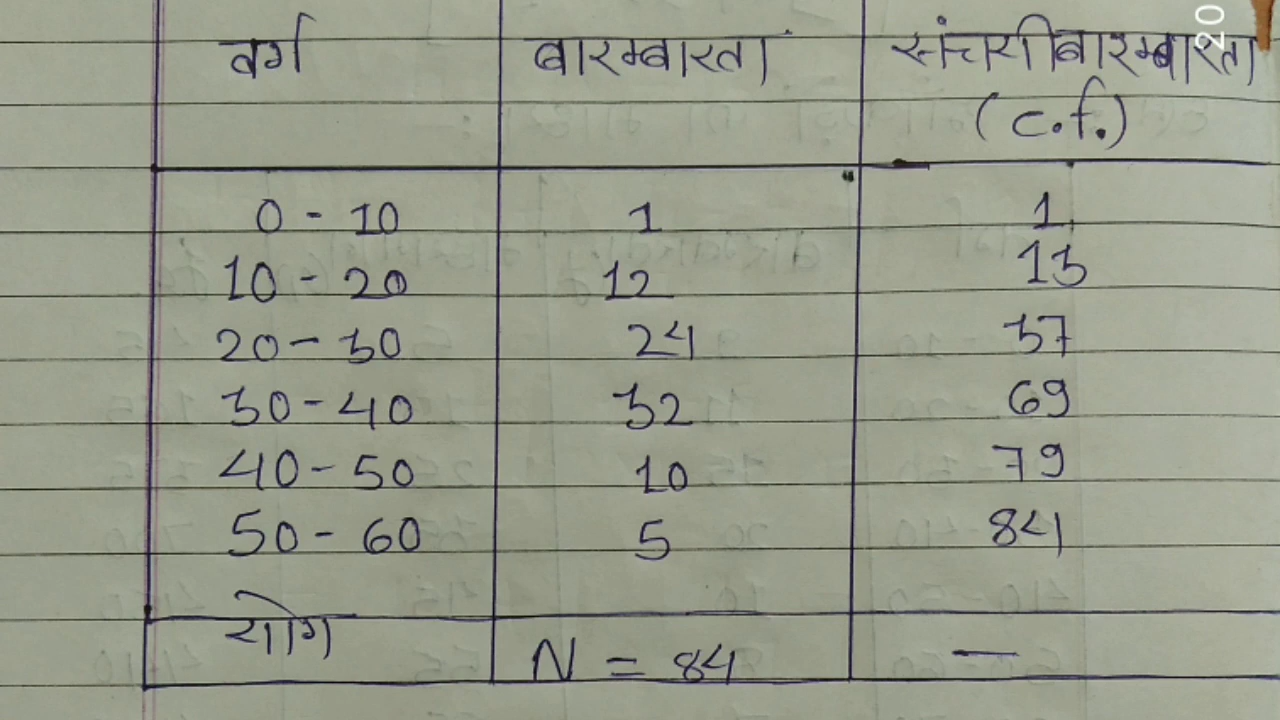 वर्ग बारम्बारता संचयी बारम्बारता
(c.f.)
0 - 10 1 1
10 - 20 12 13
20 - 30 24 37
30 - 40 32 69
40 - 50 10 79
50 - 60 5 84
योग N = 84 —
20